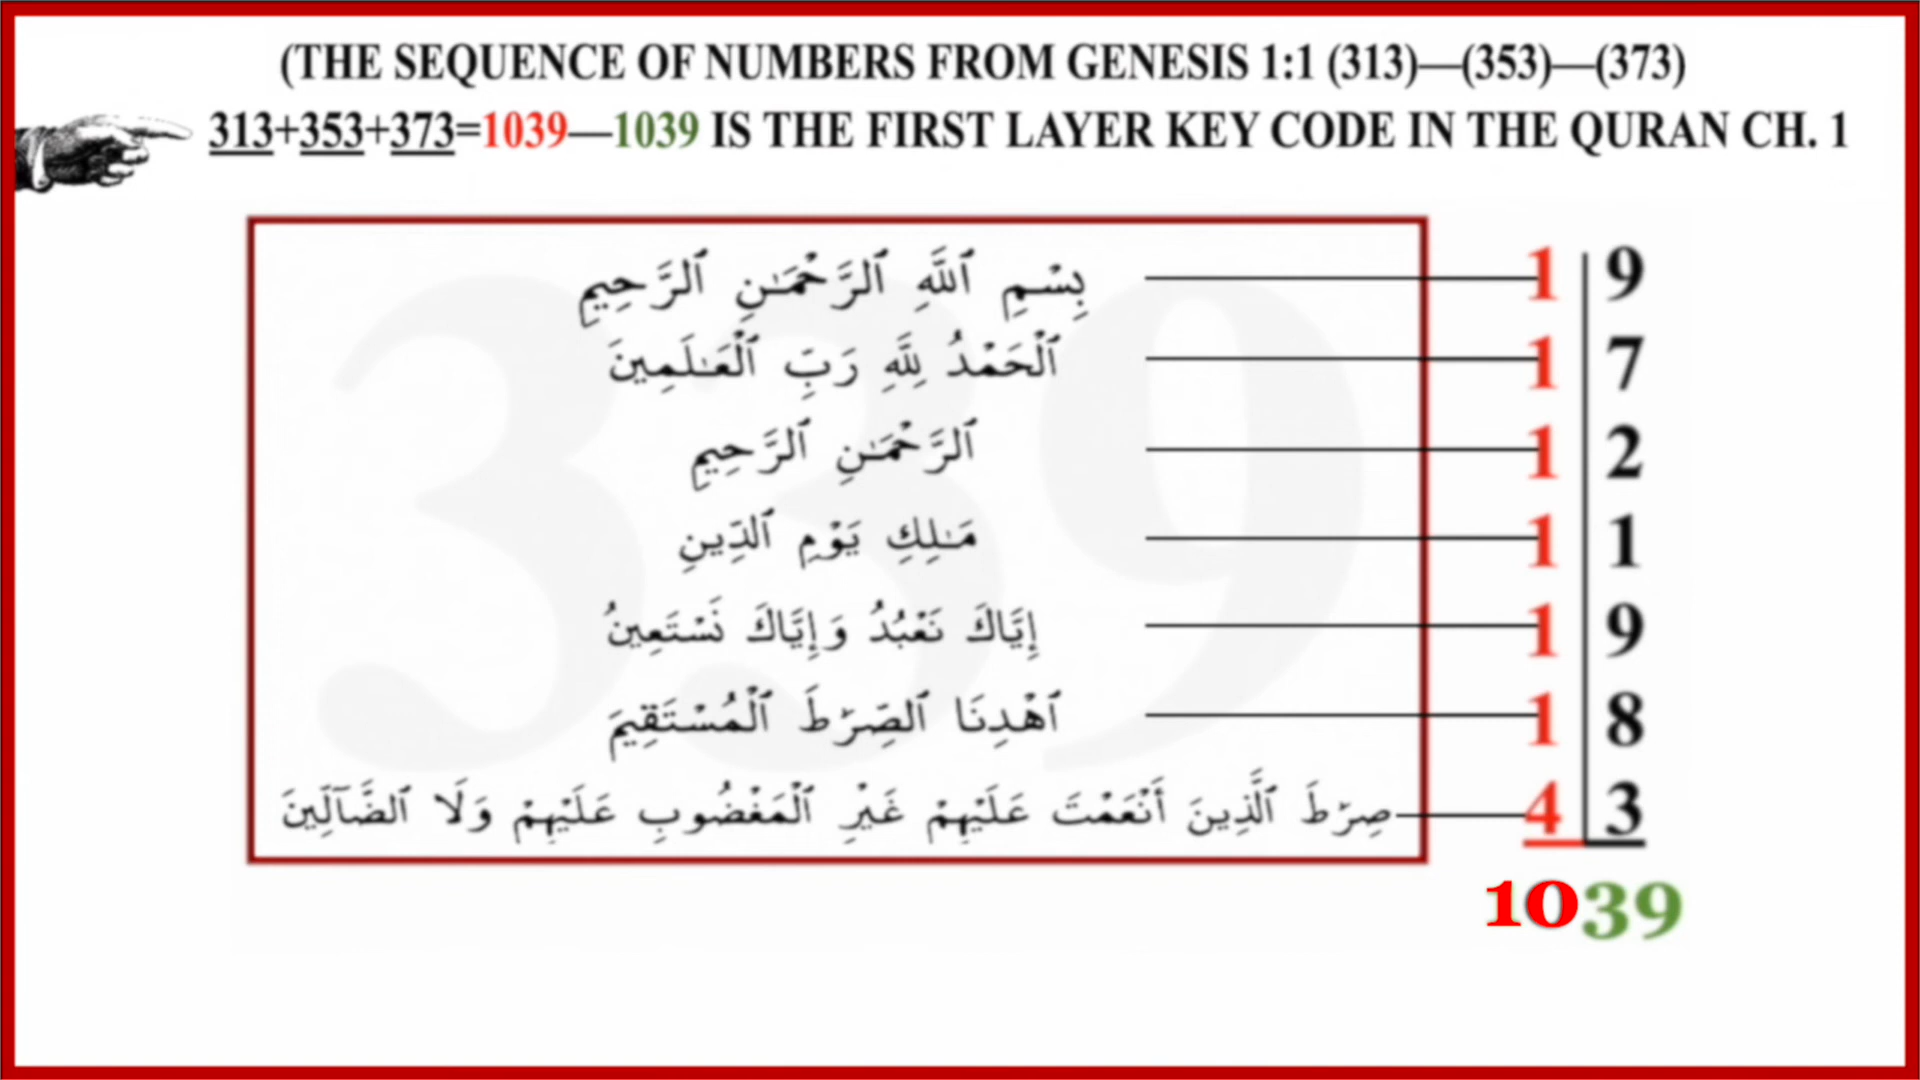 (THE SEQUENCE OF NUMBERS FROM GENESIS 1:1 (313)—(353)—(373)
313+353+373=1039—1039 IS THE FIRST LAYER KEY CODE IN THE QURAN CH. 1
339
بِسْمِ ٱللَّهِ ٱلرَّحْمَـٰنِ ٱلرَّحِيمِ 1 9
ٱلْحَمْدُ لِلَّهِ رَبِّ ٱلْعَـٰلَمِينَ 1 7
ٱلرَّحْمَـٰنِ ٱلرَّحِيمِ 1 2
مَـٰلِكِ يَوْمِ ٱلدِّينِ 1 1
إِيَّاكَ نَعْبُدُ وَإِيَّاكَ نَسْتَعِينُ 1 9
ٱهْدِنَا ٱلصِّرَٰطَ ٱلْمُسْتَقِيمَ 1 8
صِرَٰطَ ٱلَّذِينَ أَنْعَمْتَ عَلَيْهِمْ غَيْرِ ٱلْمَغْضُوبِ عَلَيْهِمْ وَلَا ٱلضَّآلِّينَ 4 3
1039